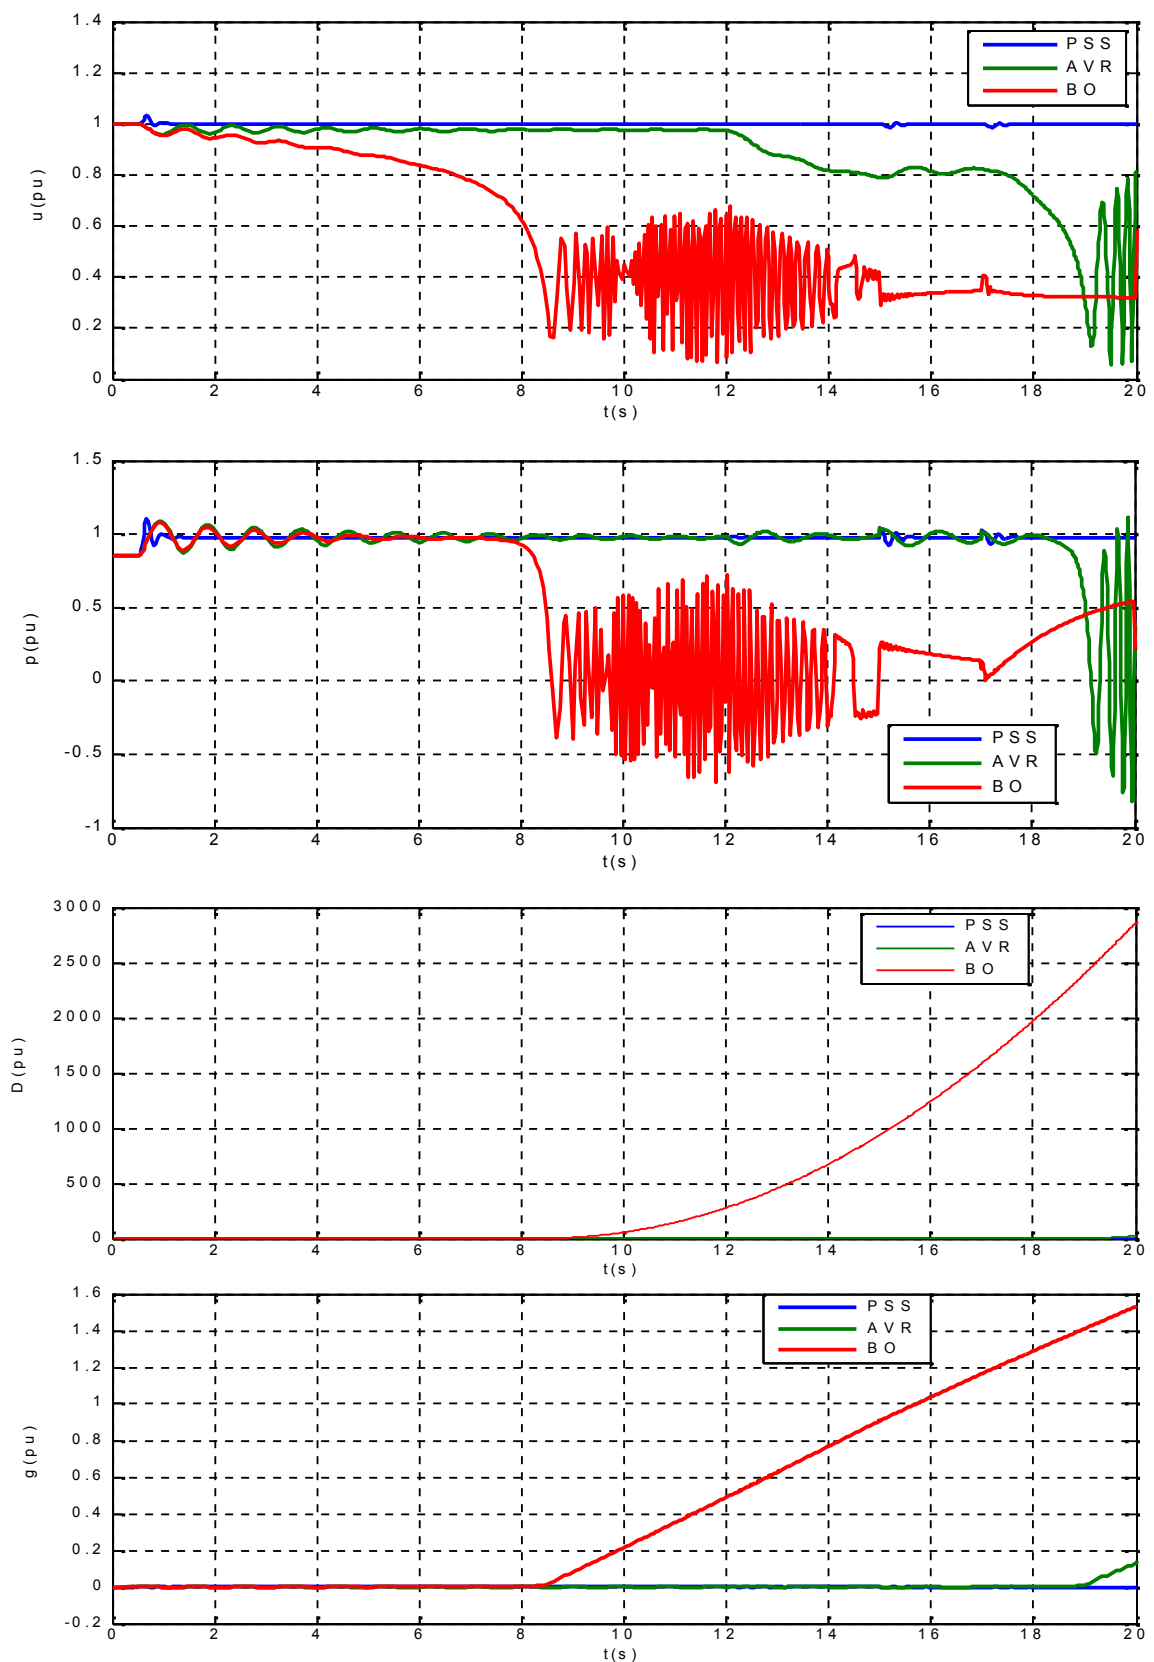 1.4
PSS
AVR
BO
1.2
1
0.8
0.6
0.4
0.2
0
u(pu)
0 2 4 6 8 10 12 14 16 18 20
t(s)
1.5
1
0.5
0
-0.5
-1
p(pu)
PSS
AVR
BO
0 2 4 6 8 10 12 14 16 18 20
t(s)
3000
2500
2000
1500
1000
500
0
D(pu)
PSS
AVR
BO
0 2 4 6 8 10 12 14 16 18 20
t(s)
1.6
1.4
1.2
1
0.8
0.6
0.4
0.2
0
-0.2
g(pu)
PSS
AVR
BO
0 2 4 6 8 10 12 14 16 18 20
t(s)